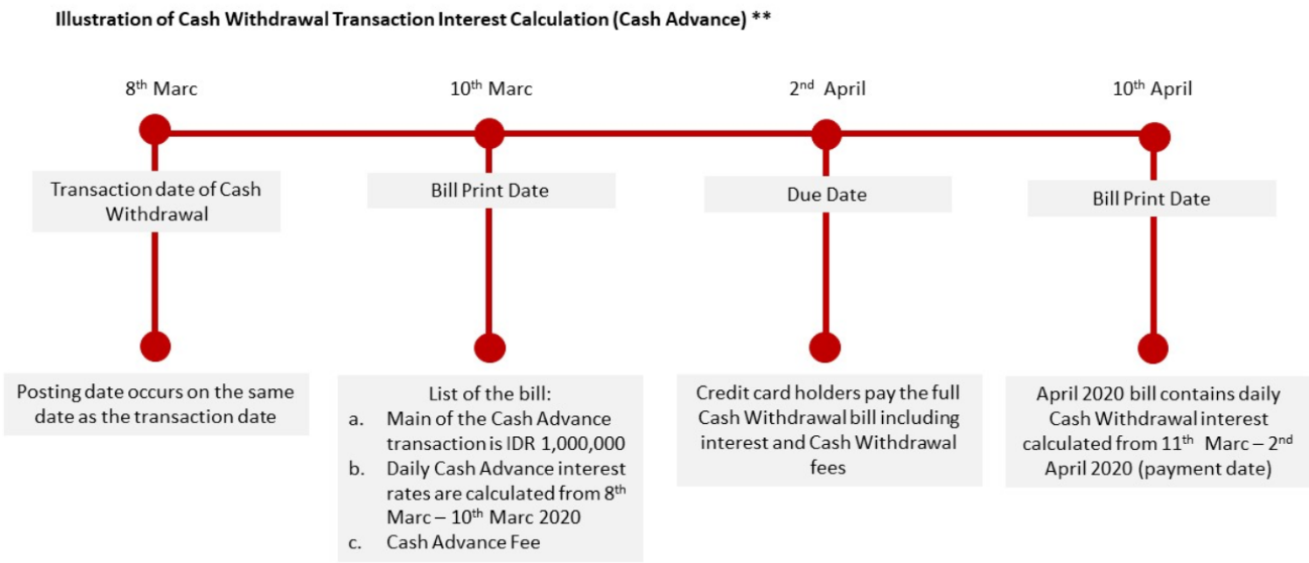 Illustration of Cash Withdrawal Transaction Interest Calculation (Cash Advance) **
8th Marc
10th Marc
2nd April
10th April
Transaction date of Cash
Withdrawal
Bill Print Date
Due Date
Bill Print Date
Posting date occurs on the same
date as the transaction date
List of the bill:
a. Main of the Cash Advance
transaction is IDR 1,000,000
b. Daily Cash Advance interest
rates are calculated from 8th
Marc – 10th Marc 2020
c. Cash Advance Fee
Credit card holders pay the full
Cash Withdrawal bill including
interest and Cash Withdrawal
fees
April 2020 bill contains daily
Cash Withdrawal interest
calculated from 11th Marc – 2nd
April 2020 (payment date)